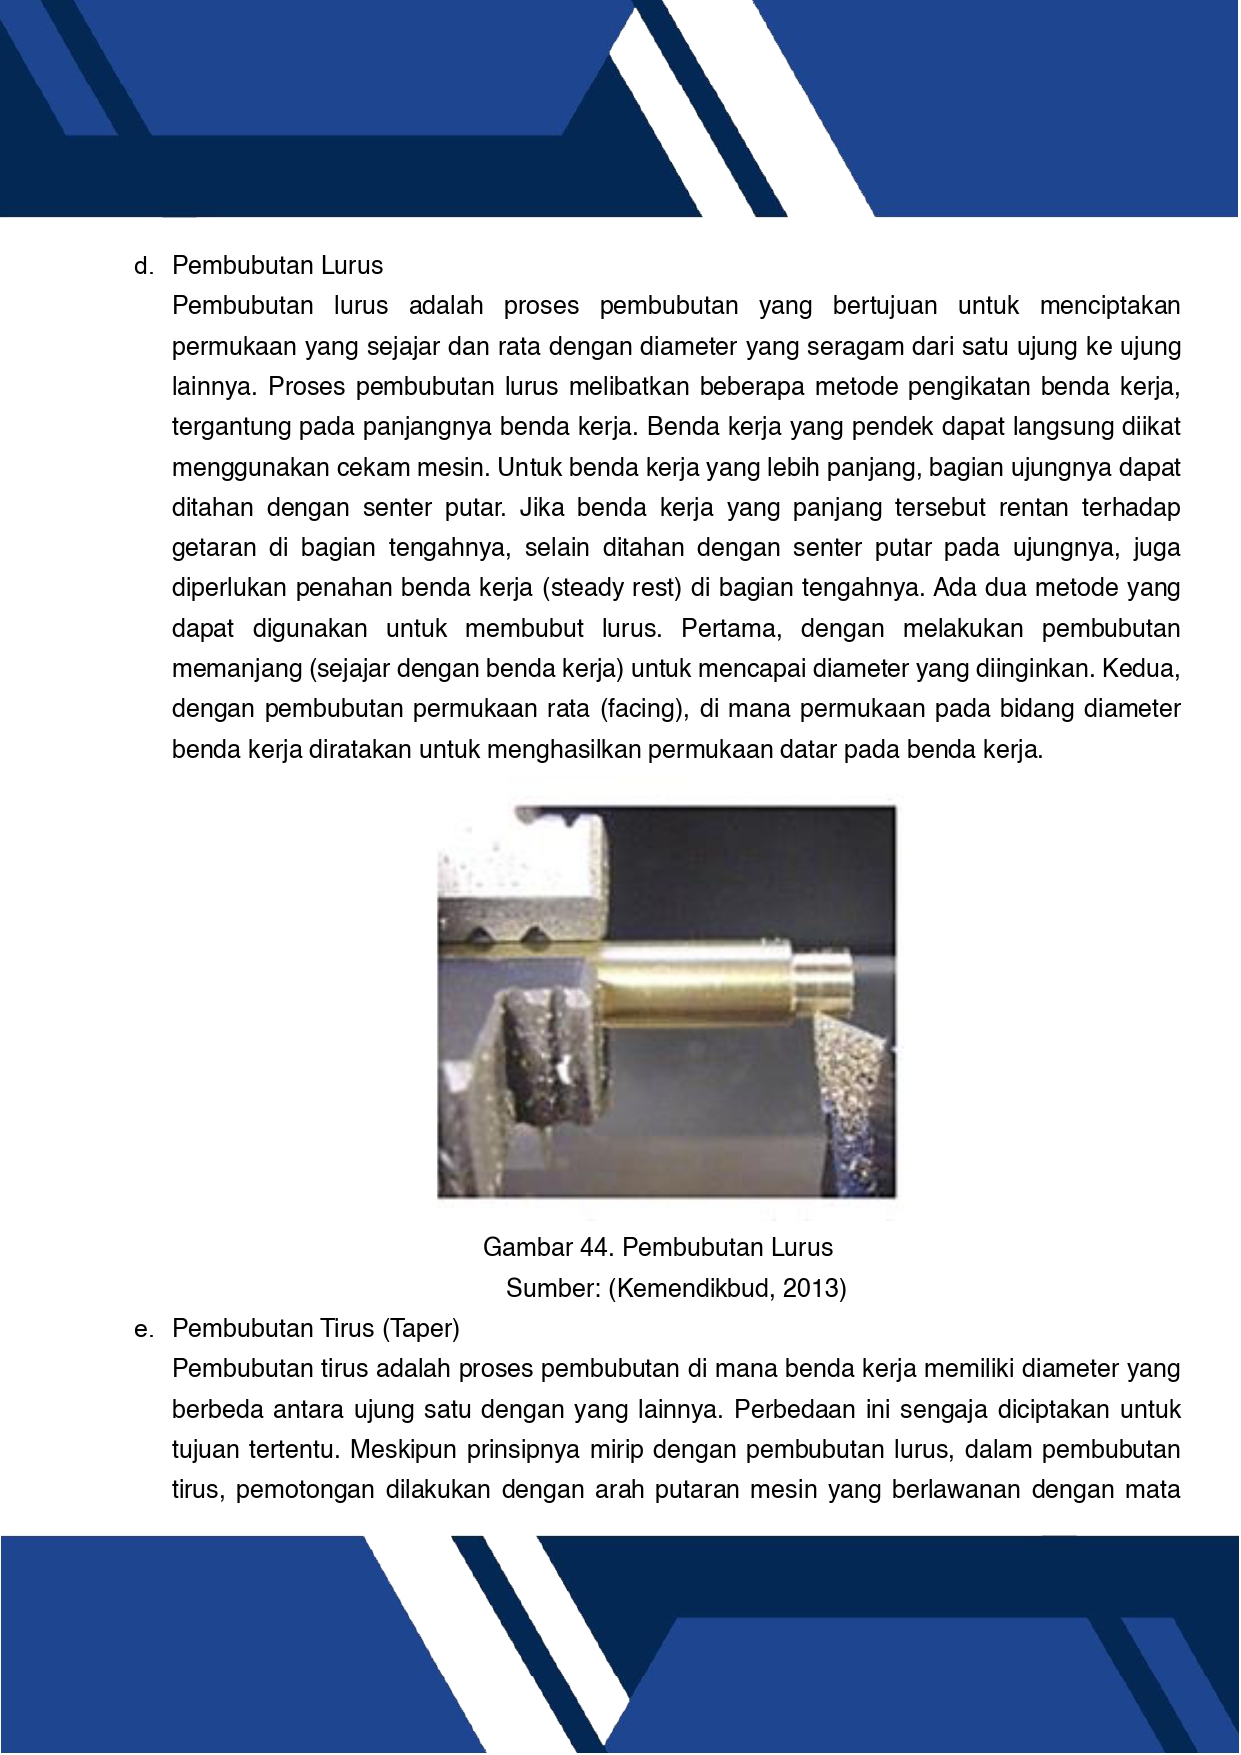 d. Pembubutan Lurus
Pembubutan lurus adalah proses pembubutan yang bertujuan untuk menciptakan
permukaan yang sejajar dan rata dengan diameter yang seragam dari satu ujung ke ujung
lainnya. Proses pembubutan lurus melibatkan beberapa metode pengikatan benda kerja,
tergantung pada panjangnya benda kerja. Benda kerja yang pendek dapat langsung diikat
menggunakan cekam mesin. Untuk benda kerja yang lebih panjang, bagian ujungnya dapat
ditahan dengan senter putar. Jika benda kerja yang panjang tersebut rentan terhadap
getaran di bagian tengahnya, selain ditahan dengan senter putar pada ujungnya, juga
diperlukan penahan benda kerja (steady rest) di bagian tengahnya. Ada dua metode yang
dapat digunakan untuk membubut lurus. Pertama, dengan melakukan pembubutan
memanjang (sejajar dengan benda kerja) untuk mencapai diameter yang diinginkan. Kedua,
dengan pembubutan permukaan rata (facing), di mana permukaan pada bidang diameter
benda kerja diratakan untuk menghasilkan permukaan datar pada benda kerja.
Gambar 44. Pembubutan Lurus
Sumber: (Kemendikbud, 2013)
e. Pembubutan Tirus (Taper)
Pembubutan tirus adalah proses pembubutan di mana benda kerja memiliki diameter yang
berbeda antara ujung satu dengan yang lainnya. Perbedaan ini sengaja diciptakan untuk
tujuan tertentu. Meskipun prinsipnya mirip dengan pembubutan lurus, dalam pembubutan
tirus, pemotongan dilakukan dengan arah putaran mesin yang berlawanan dengan mata